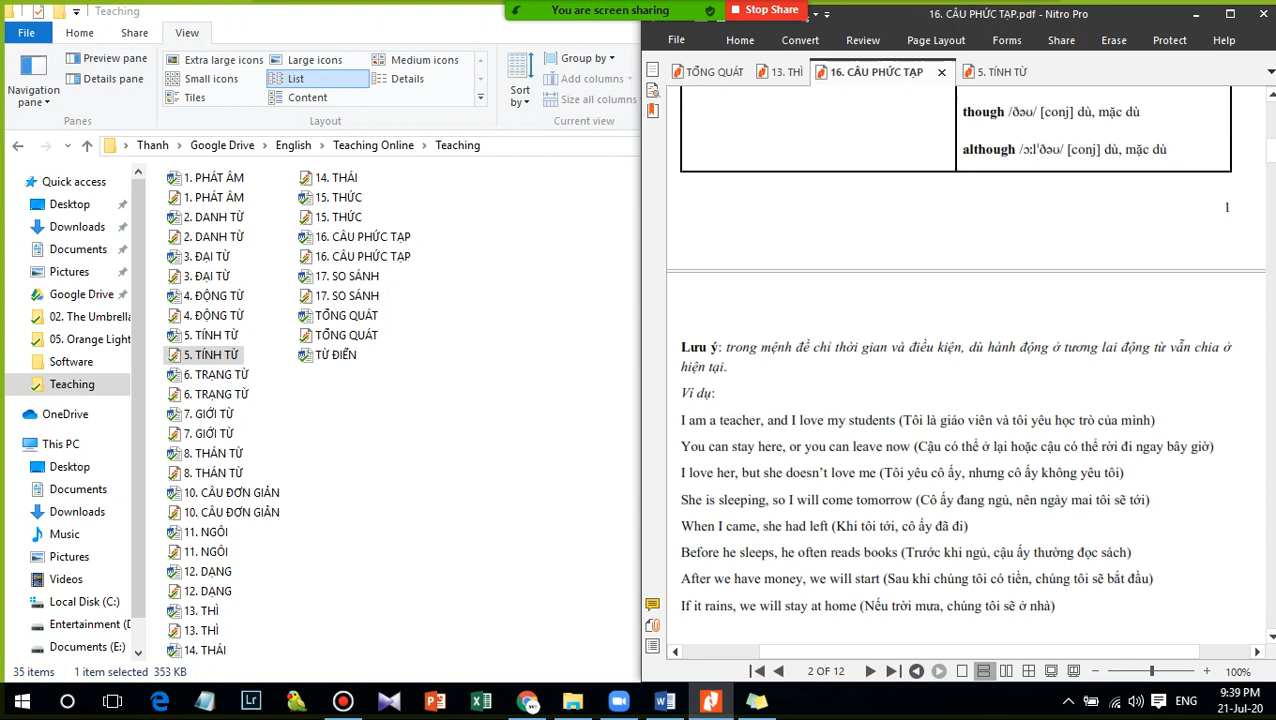 Teaching
You are screen sharing
Stop Share
16. CÂU PHỨC TẠP.pdf - Nitro Pro
File Home Share View
File Home Convert Review Page Layout Forms Share Erase Protect Help
Preview pane
Details pane
Navigation pane
Panes
Extra large icons Large icons Medium icons
Small icons List Details
Tiles Content
Layout
Sort by
Group by
Add columns
Size all columns
Current view
TỔNG QUÁT 13. THÌ 16. CÂU PHỨC TẠP 5. TÍNH TỪ
Thanh Google Drive English Teaching Online Teaching
Quick access
Desktop
Downloads
Documents
Pictures
Google Drive
02. The Umbrella
05. Orange Light
Software
Teaching
OneDrive
This PC
Desktop
Documents
Downloads
Music
Pictures
Videos
Local Disk (C:)
Entertainment (D
Documents (E:)
1. PHÁT ÂM
1. PHÁT ÂM
2. DANH TỪ
2. DANH TỪ
3. ĐẠI TỪ
3. ĐẠI TỪ
4. ĐỘNG TỪ
4. ĐỘNG TỪ
5. TÍNH TỪ
5. TÍNH TỪ
6. TRẠNG TỪ
6. TRẠNG TỪ
7. GIỚI TỪ
7. GIỚI TỪ
8. THÁN TỪ
8. THÁN TỪ
10. CÂU ĐƠN GIẢN
10. CÂU ĐƠN GIẢN
11. NGÔI
11. NGÔI
12. DẠNG
12. DẠNG
13. THÌ
13. THÌ
14. THÁI
14. THÁI
15. THỨC
15. THỨC
16. CÂU PHỨC TẠP
16. CÂU PHỨC TẠP
17. SO SÁNH
17. SO SÁNH
TỔNG QUÁT
TỔNG QUÁT
TỪ ĐIỂN
35 items 1 item selected 353 KB
though /ðəʊ/ [conj] dù, mặc dù
although /ɔːlˈðəʊ/ [conj] dù, mặc dù
1
Lưu ý: trong mệnh đề chỉ thời gian và điều kiện, dù hành động ở tương lai động từ vẫn chia ở
hiện tại.
Ví dụ:
I am a teacher, and I love my students (Tôi là giáo viên và tôi yêu học trò của mình)
You can stay here, or you can leave now (Cậu có thể ở lại hoặc cậu có thể rời đi ngay bây giờ)
I love her, but she doesn’t love me (Tôi yêu cô ấy, nhưng cô ấy không yêu tôi)
She is sleeping, so I will come tomorrow (Cô ấy đang ngủ, nên ngày mai tôi sẽ tới)
When I came, she had left (Khi tôi tới, cô ấy đã đi)
Before he sleeps, he often reads books (Trước khi ngủ, cậu ấy thường đọc sách)
After we have money, we will start (Sau khi chúng tôi có tiền, chúng tôi sẽ bắt đầu)
If it rains, we will stay at home (Nếu trời mưa, chúng tôi sẽ ở nhà)
2 OF 12
100%
ENG
9:39 PM
21-Jul-20